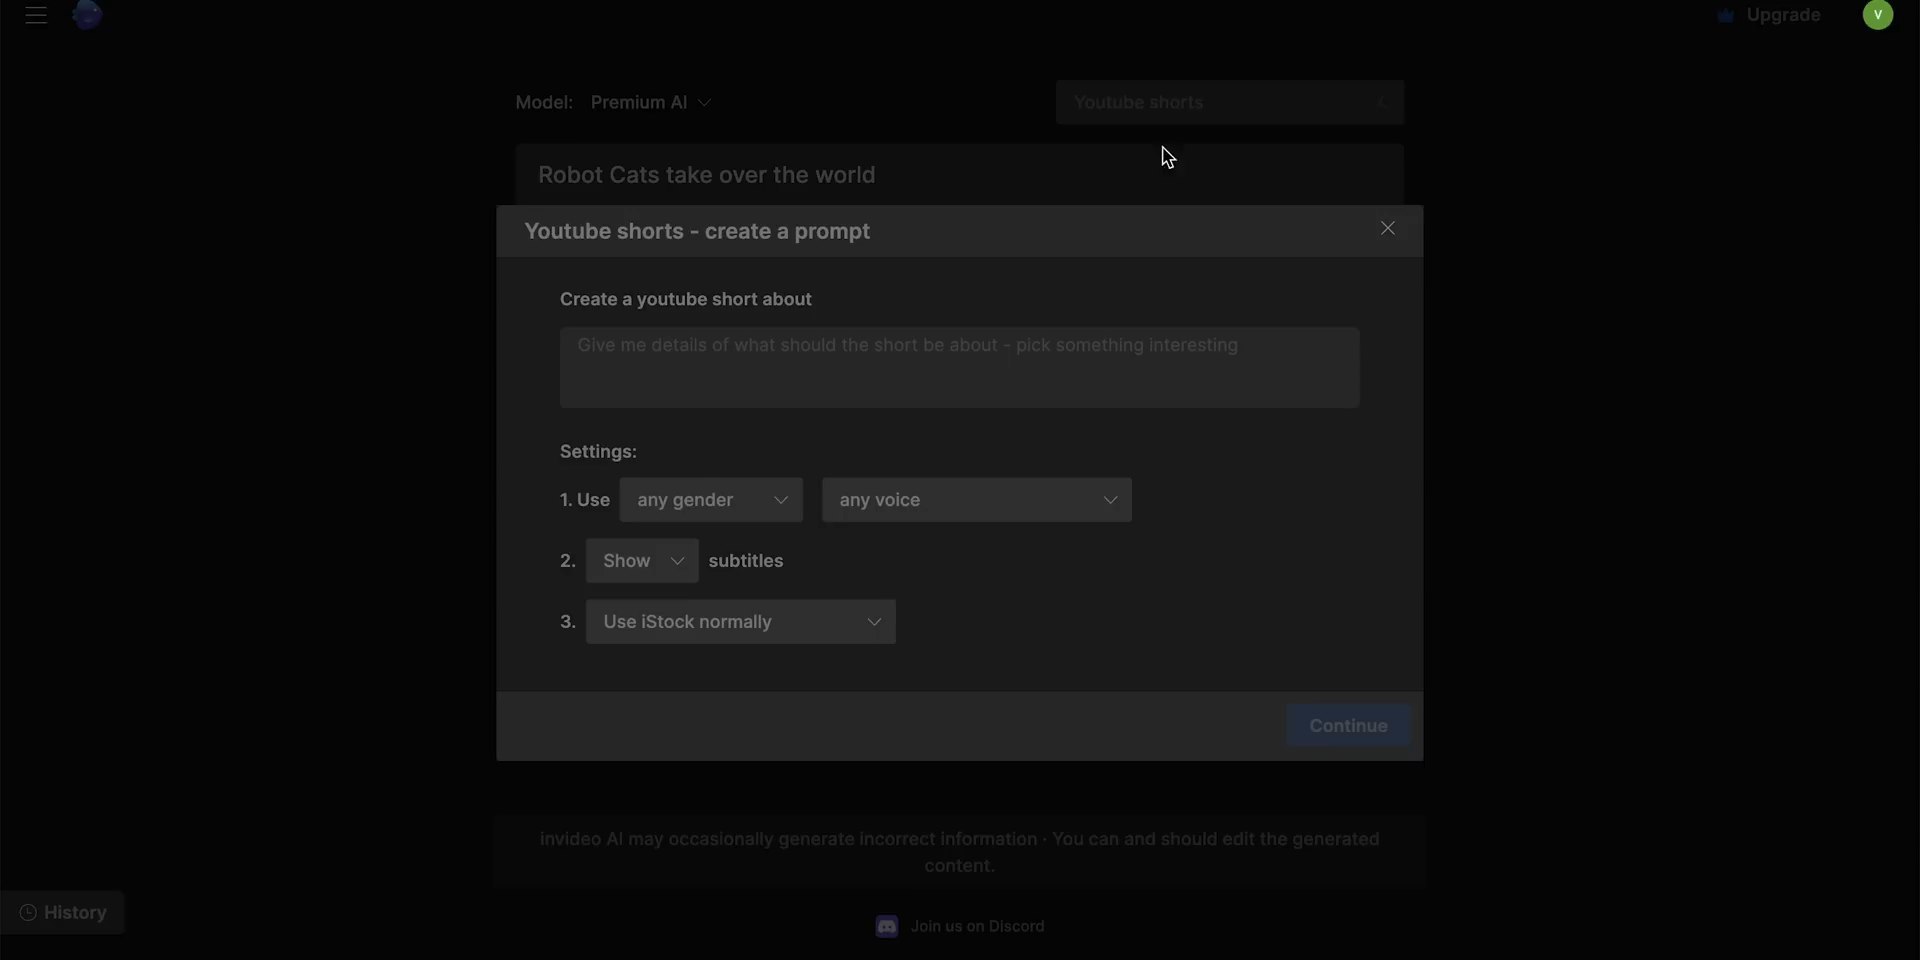 Upgrade
V
Model: Premium AI
Youtube shorts
Robot Cats take over the world
Youtube shorts - create a prompt
Create a youtube short about
Give me details of what should the short be about - pick something interesting
Settings:
1. Use any gender any voice
2. Show subtitles
3. Use iStock normally
Continue
invideo AI may occasionally generate incorrect information · You can and should edit the generated
content.
History
Join us on Discord